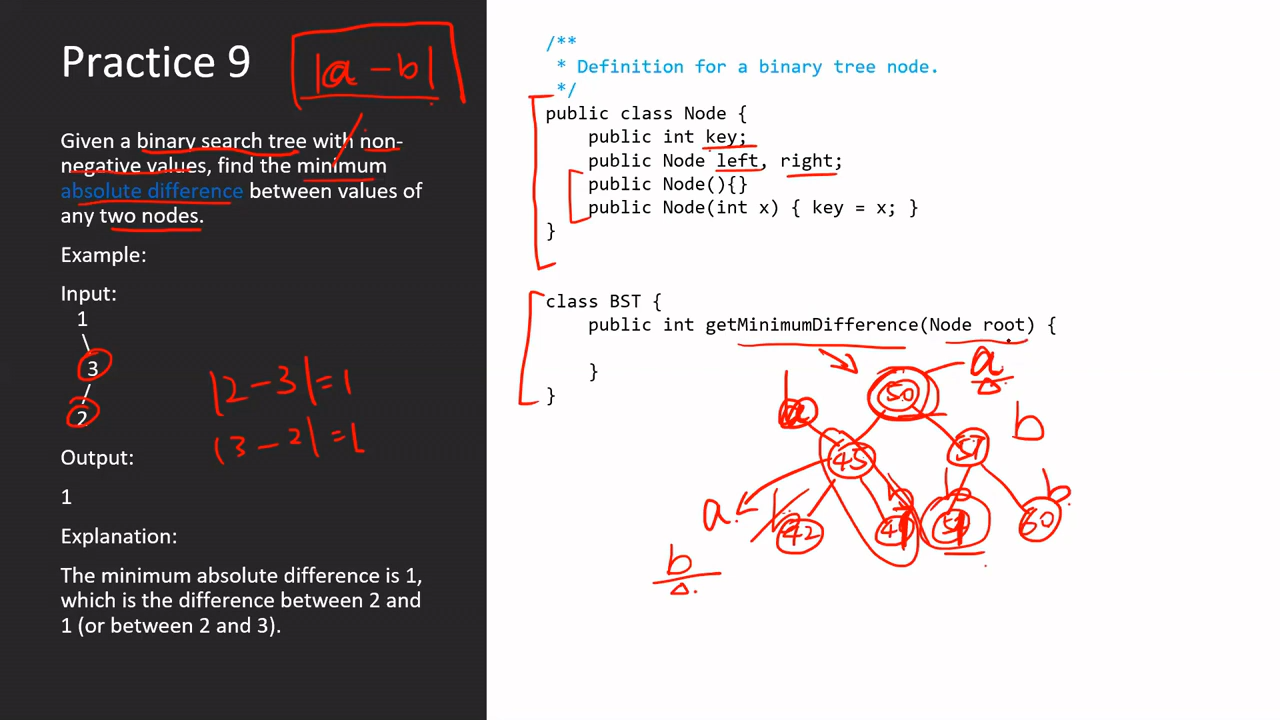 Practice 9
|a - b|
Given a binary search tree with non-
negative values, find the minimum
absolute difference between values of
any two nodes.
Example:
Input:
1
3
2
|2 - 3| = 1
|3 - 2| = 1
Output:
1
Explanation:
The minimum absolute difference is 1,
which is the difference between 2 and
1 (or between 2 and 3).
/**
* Definition for a binary tree node.
*/
public class Node {
public int key;
public Node left, right;
public Node(){}
public Node(int x) { key = x; }
}
class BST {
public int getMinimumDifference(Node root) {
}
}
a
50
b
b
45
a
b
42
60
b
b